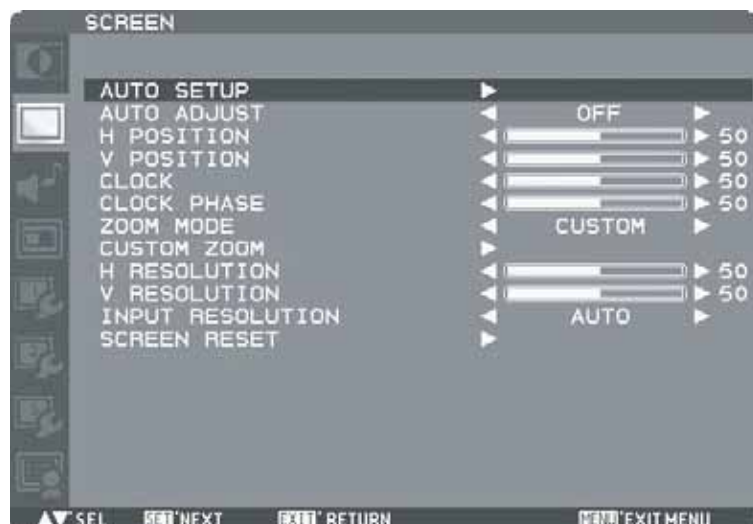 SCREEN
AUTO SETUP
AUTO ADJUST OFF
H POSITION 50
V POSITION 50
CLOCK 50
CLOCK PHASE 50
ZOOM MODE CUSTOM
CUSTOM ZOOM
H RESOLUTION 50
V RESOLUTION 50
INPUT RESOLUTION AUTO
SCREEN RESET
▲▼:SEL SET:NEXT EXIT:RETURN MENU:EXIT MENU